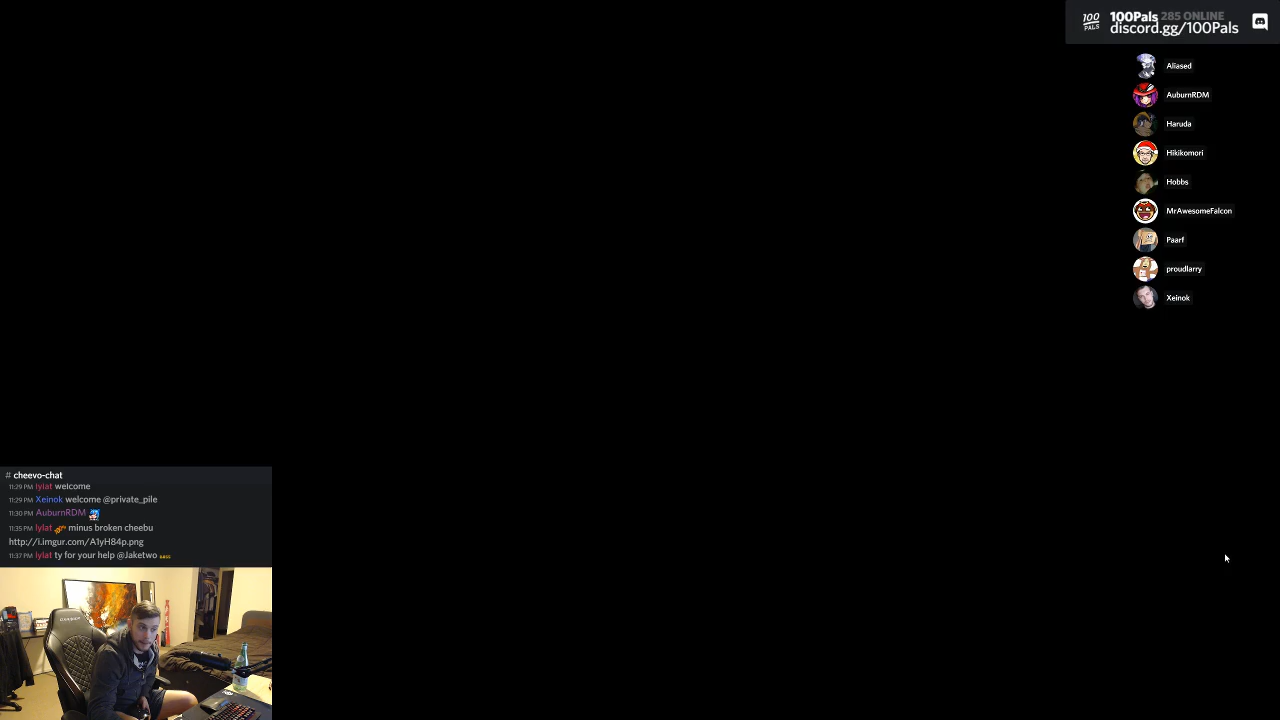 100
PALS
100Pals 285 ONLINE
discord.gg/100Pals
Aliased
AuburnRDM
Haruda
Hikikomori
Hobbs
MrAwesomeFalcon
Paarf
proudlarry
Xeinok
# cheevo-chat
11:29 PM lylat welcome
11:29 PM Xeinok welcome @private_pile
11:30 PM AuburnRDM
11:35 PM lylat minus broken cheebu
http://i.imgur.com/A1yH84p.png
11:37 PM lylat ty for your help @Jaketwo